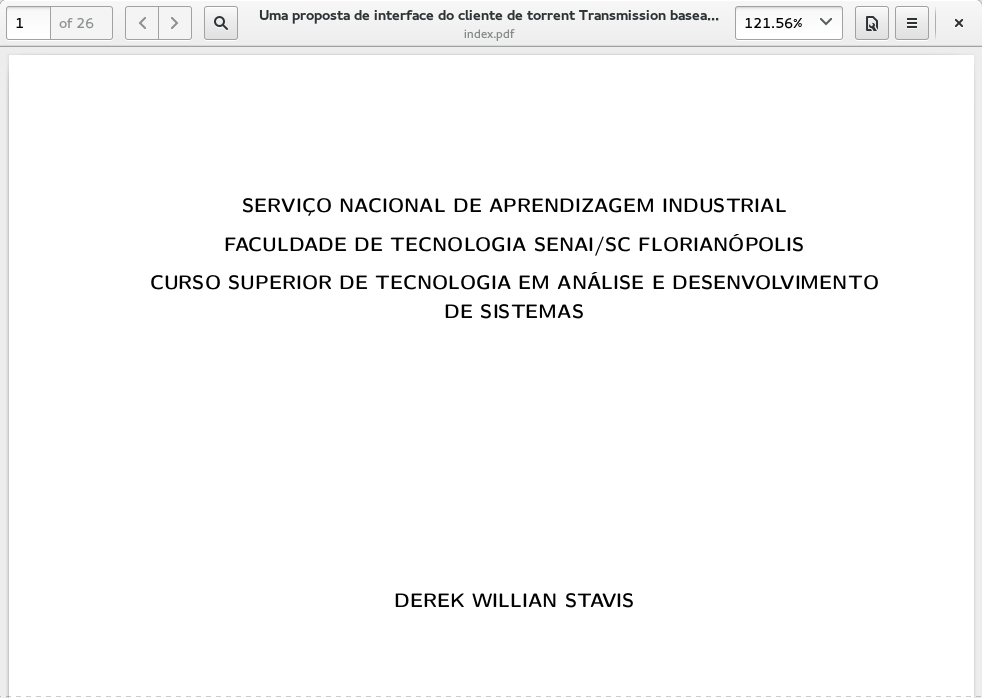 1 of 26
Uma proposta de interface do cliente de torrent Transmission basea...
index.pdf
121.56%
SERVIÇO NACIONAL DE APRENDIZAGEM INDUSTRIAL
FACULDADE DE TECNOLOGIA SENAI/SC FLORIANÓPOLIS
CURSO SUPERIOR DE TECNOLOGIA EM ANÁLISE E DESENVOLVIMENTO
DE SISTEMAS
DEREK WILLIAN STAVIS